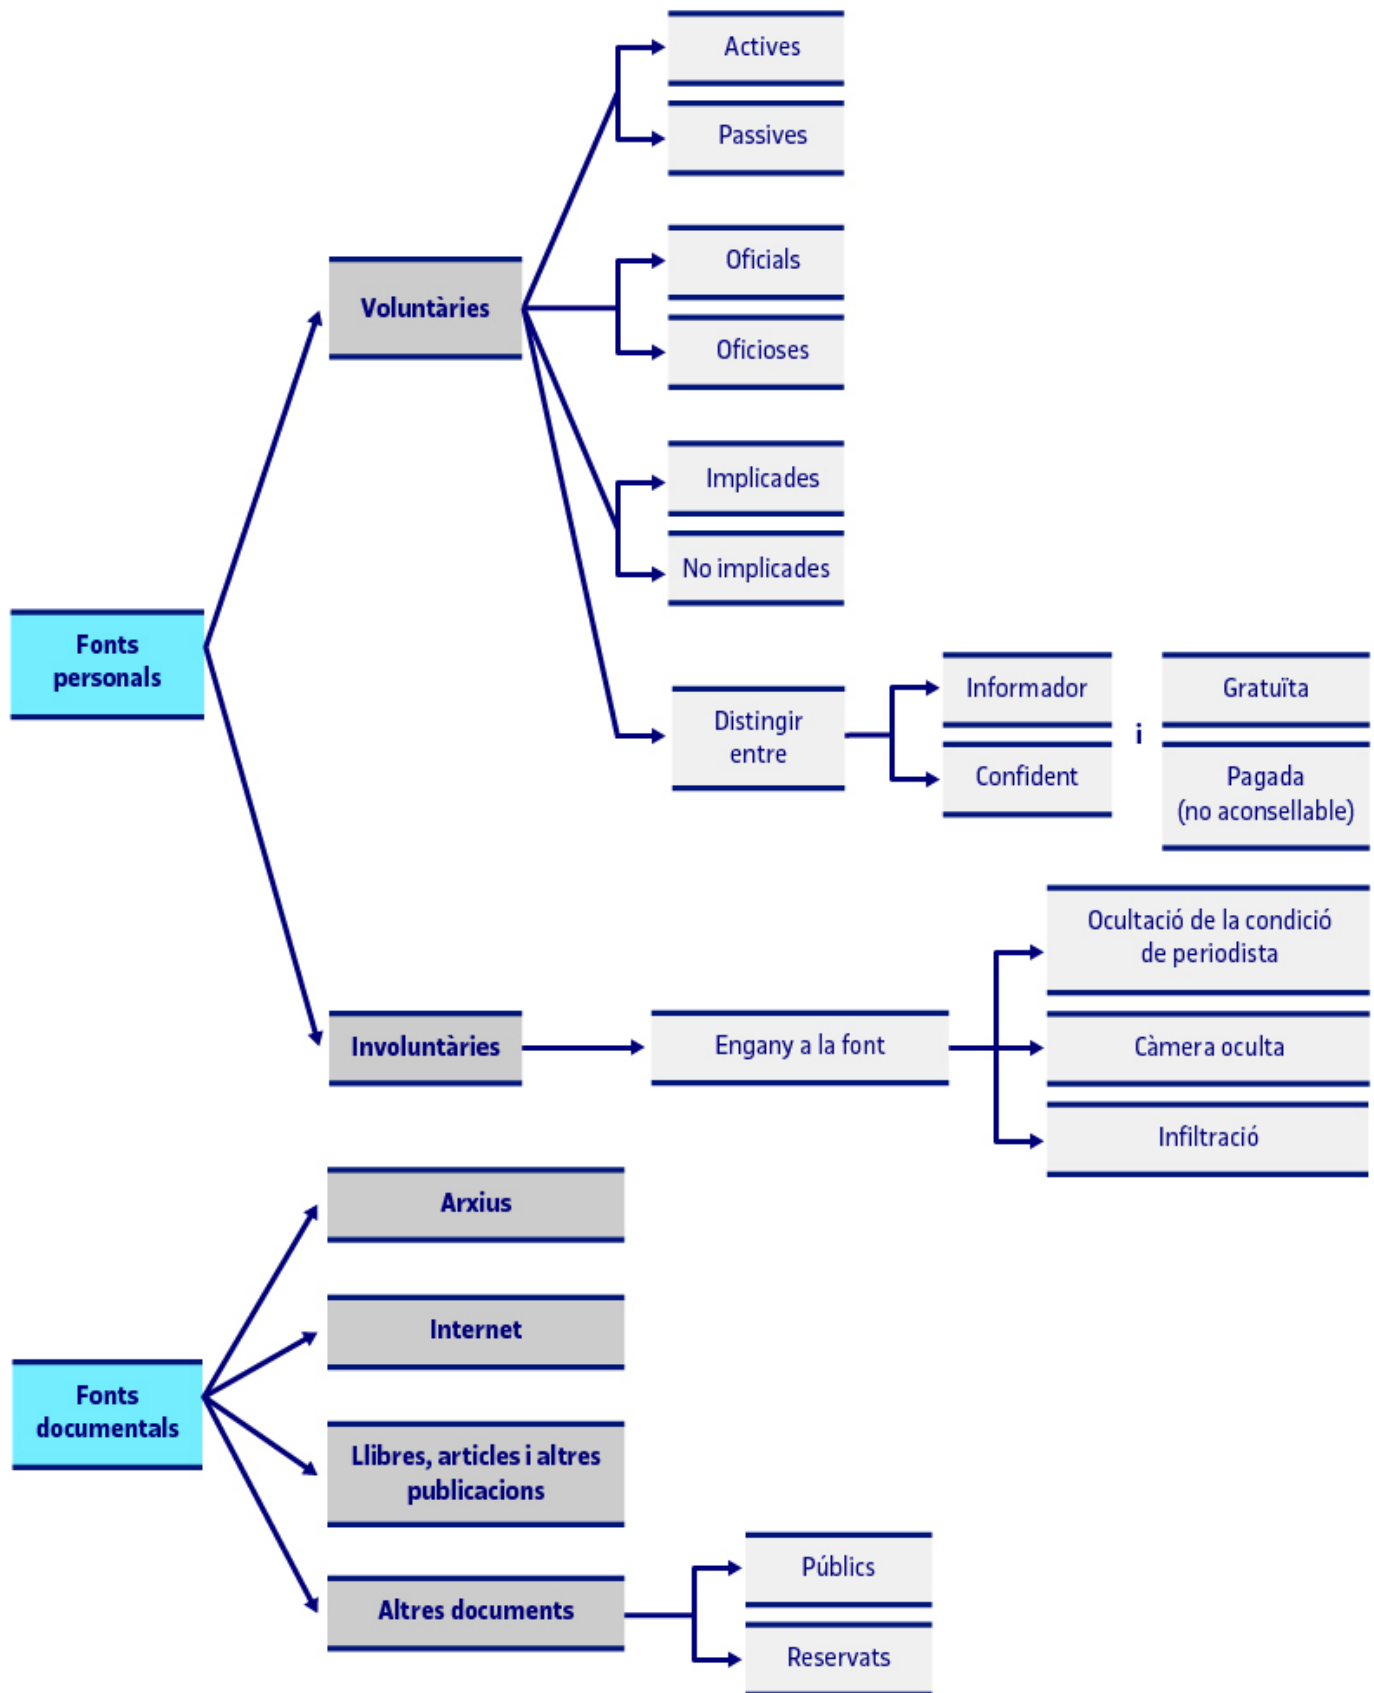 Actives
Passives
Oficials
Voluntàries
Oficioses
Implicades
No implicades
Fonts
personals
Informador
Gratuïta
Distingir
entre
i
Confident
Pagada
(no aconsellable)
Ocultació de la condició
de periodista
Involuntàries
Engany a la font
Càmera oculta
Infiltració
Arxius
Internet
Fonts
documentals
Llibres, articles i altres
publicacions
Altres documents
Públics
Reservats